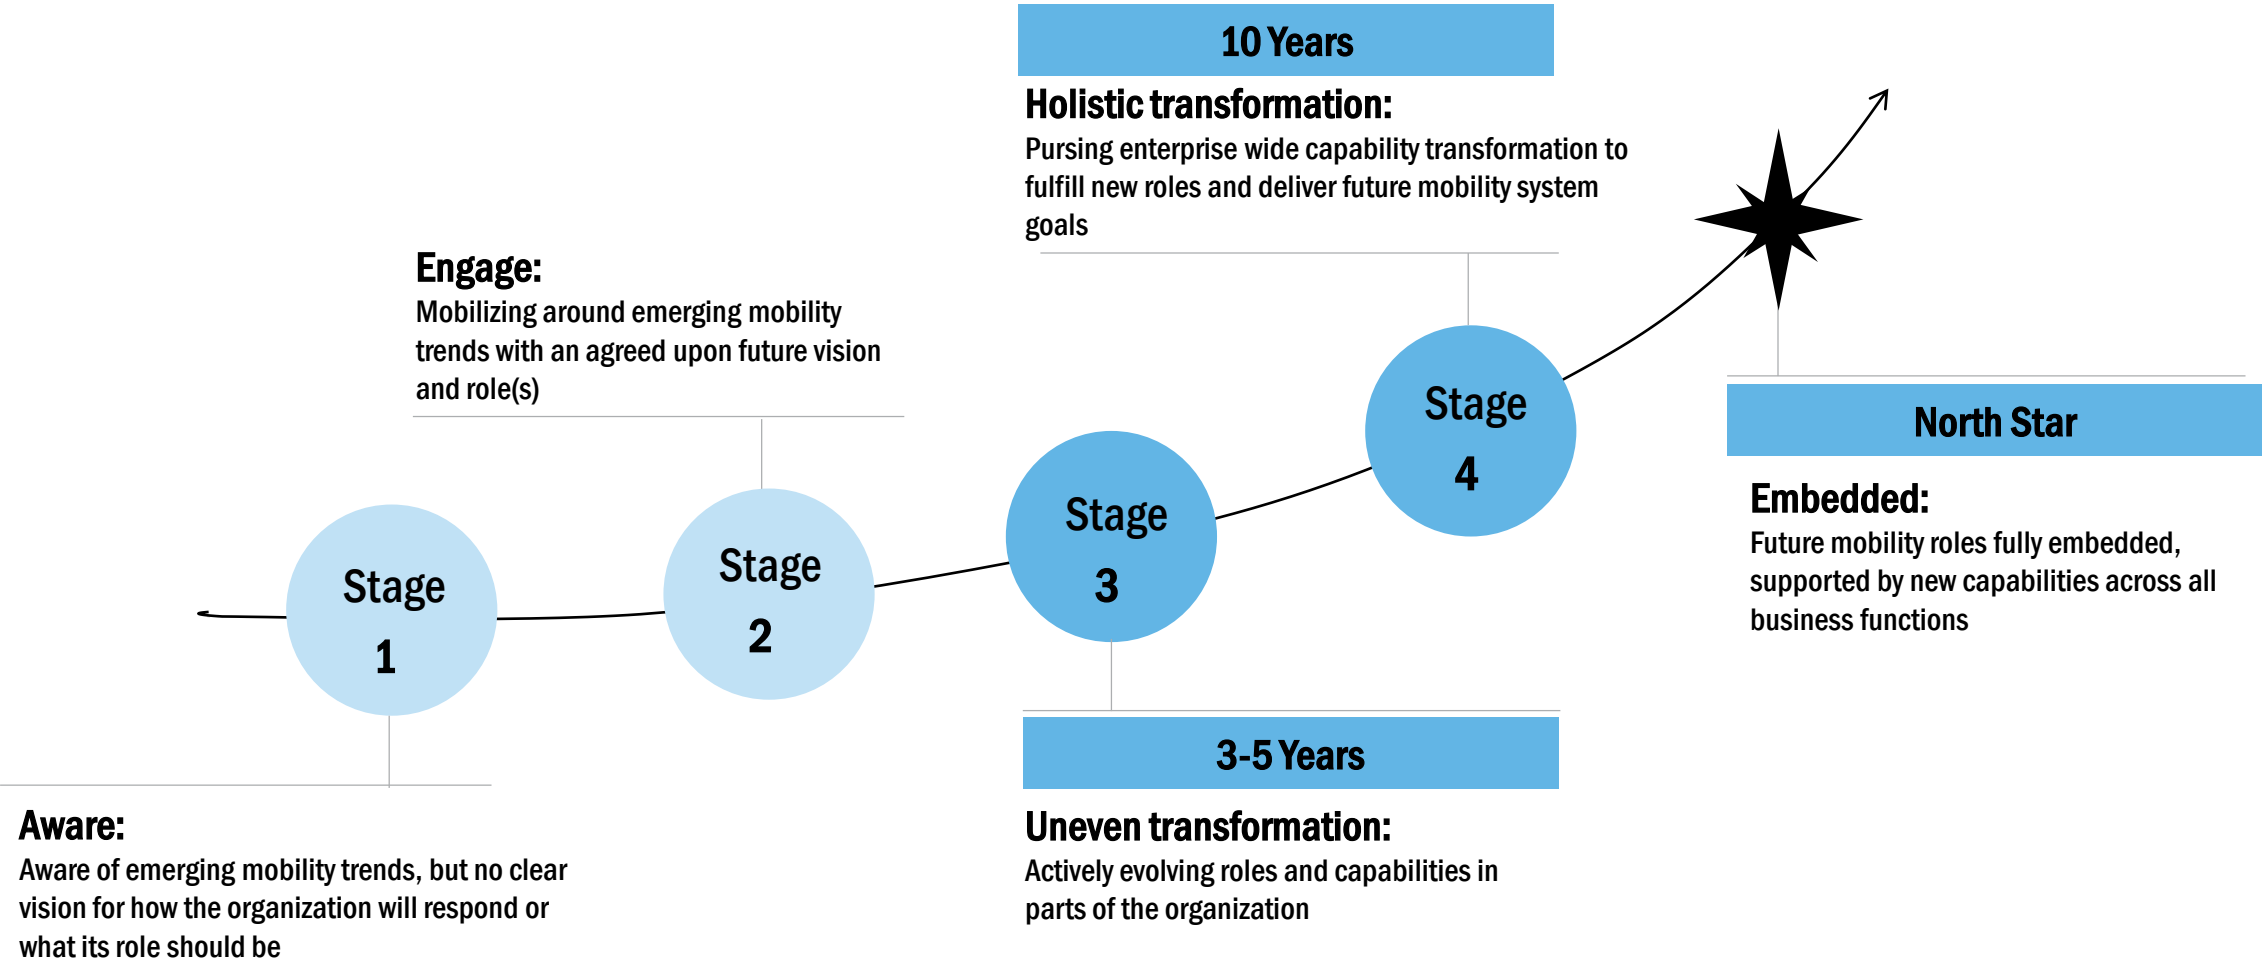 10 Years
Holistic transformation:
Pursing enterprise wide capability transformation to
fulfill new roles and deliver future mobility system
goals
Engage:
Mobilizing around emerging mobility
trends with an agreed upon future vision
and role(s)
Stage
1
Stage
2
Stage
3
Stage
4
North Star
Embedded:
Future mobility roles fully embedded,
supported by new capabilities across all
business functions
3-5 Years
Uneven transformation:
Actively evolving roles and capabilities in
parts of the organization
Aware:
Aware of emerging mobility trends, but no clear
vision for how the organization will respond or
what its role should be